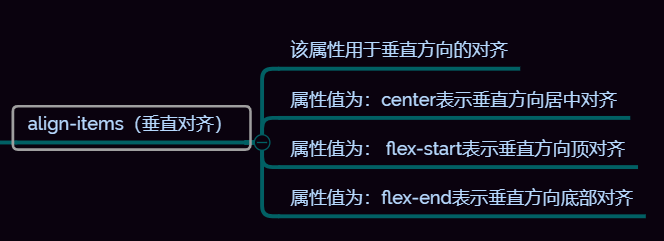 该属性用于垂直方向的对齐
属性值为：center表示垂直方向居中对齐
align-items（垂直对齐）
属性值为： flex-start表示垂直方向顶对齐
属性值为：flex-end表示垂直方向底部对齐